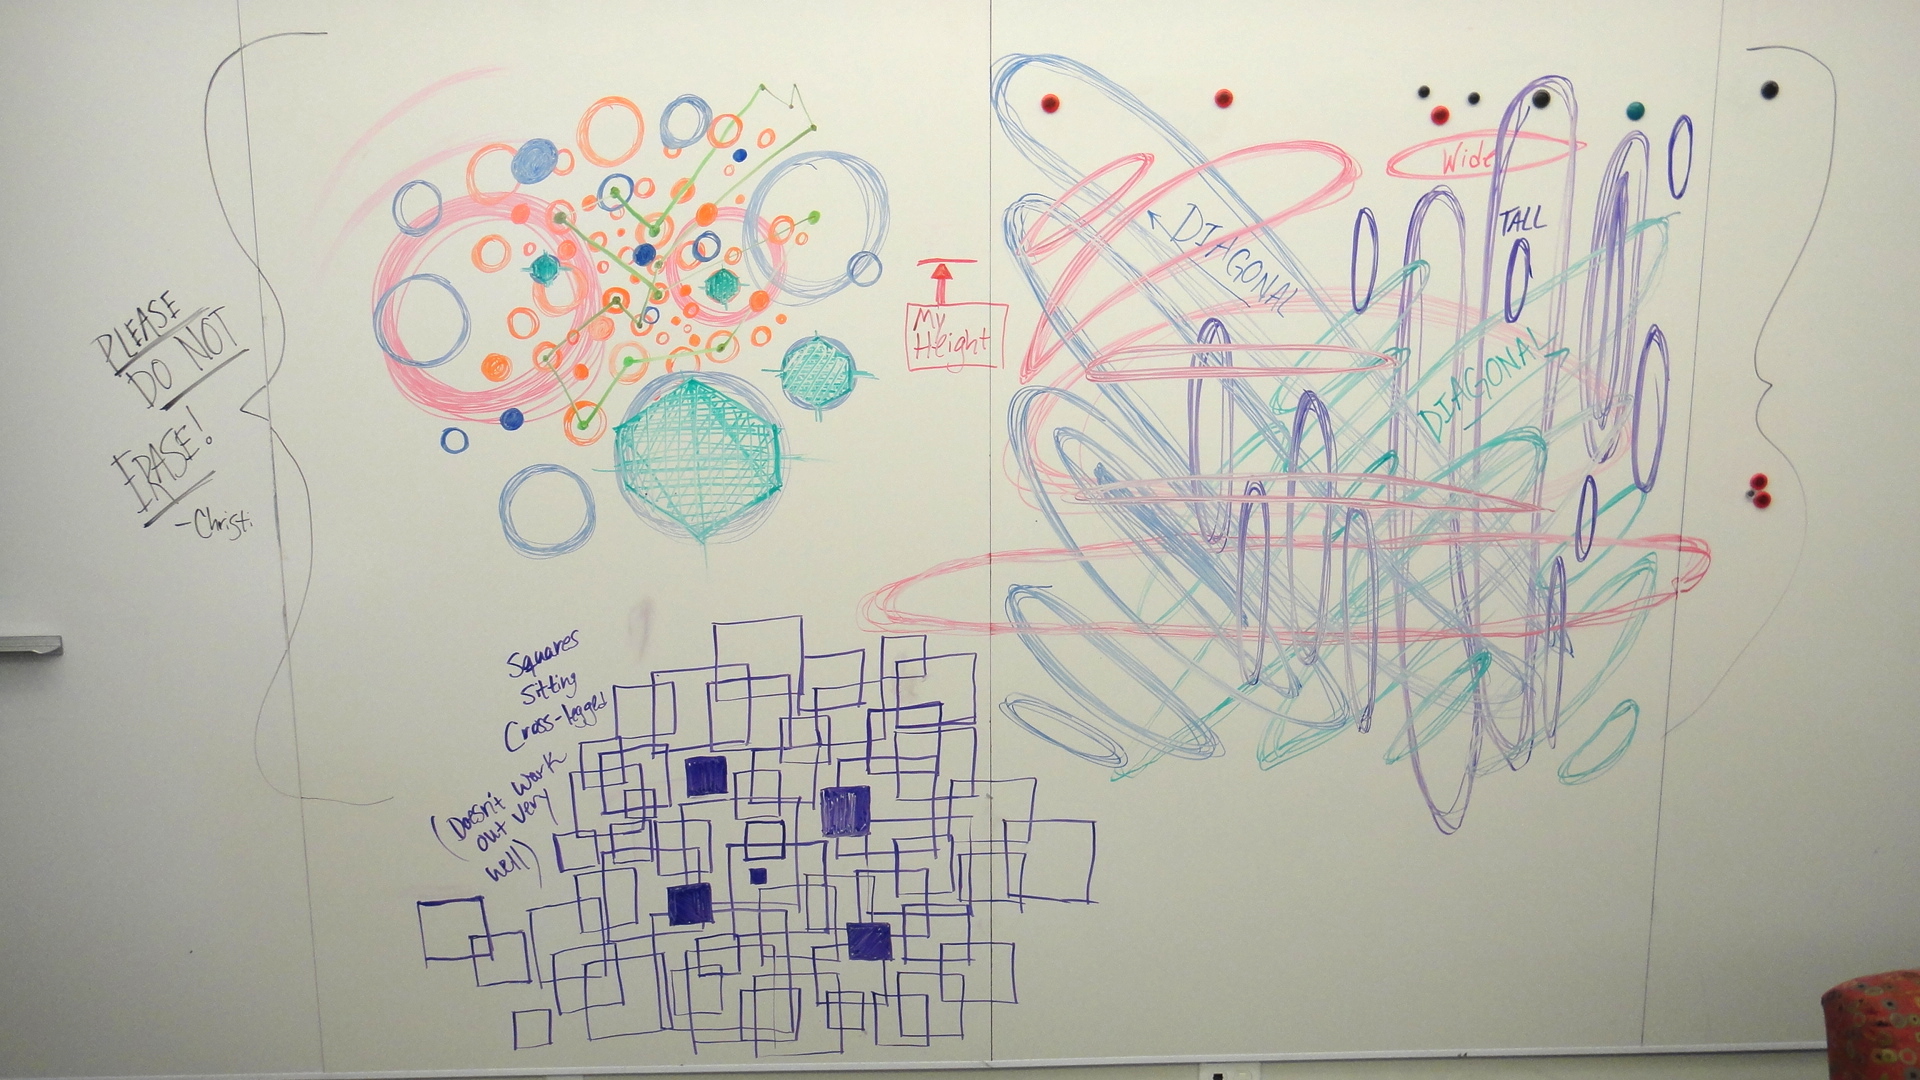 PLEASE
DO NOT
ERASE!
-Christi
My
Height
DIAGONAL
Wide
TALL
DIAGONAL
Squares
Sitting
Cross-legged
(Doesn't work
out very
well)